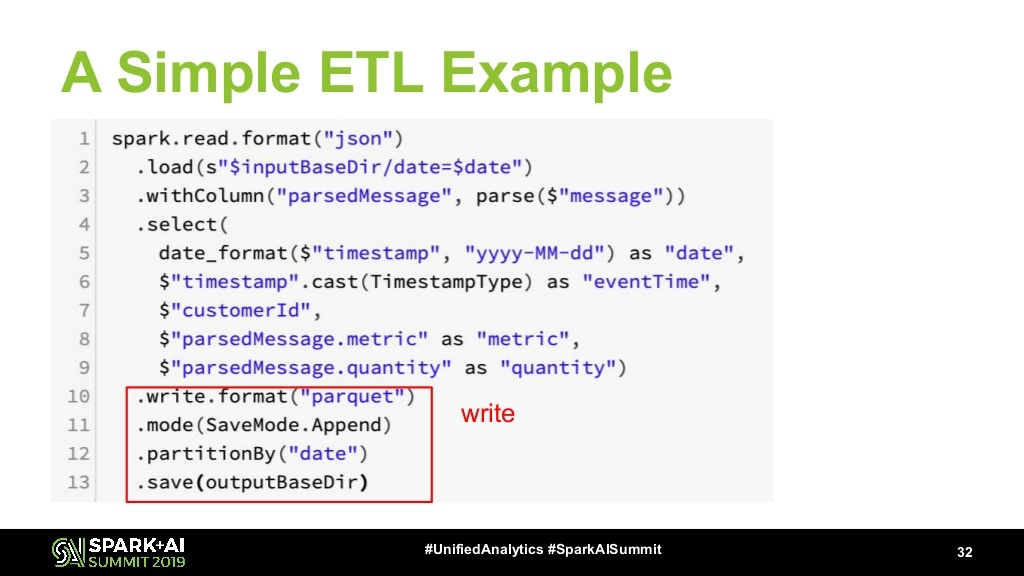 A Simple ETL Example
1 spark.read.format("json")
2 .load(s"$inputBaseDir/date=$date")
3 .withColumn("parsedMessage", parse($"message"))
4 .select(
5 date_format($"timestamp", "yyyy-MM-dd") as "date",
6 $"timestamp".cast(TimestampType) as "eventTime",
7 $"customerId",
8 $"parsedMessage.metric" as "metric",
9 $"parsedMessage.quantity" as "quantity")
10 .write.format("parquet")
write
11 .mode(SaveMode.Append)
12 .partitionBy("date")
13 .save(outputBaseDir)
SPARK+AI
SUMMIT 2019
#UnifiedAnalytics #SparkAISummit
32